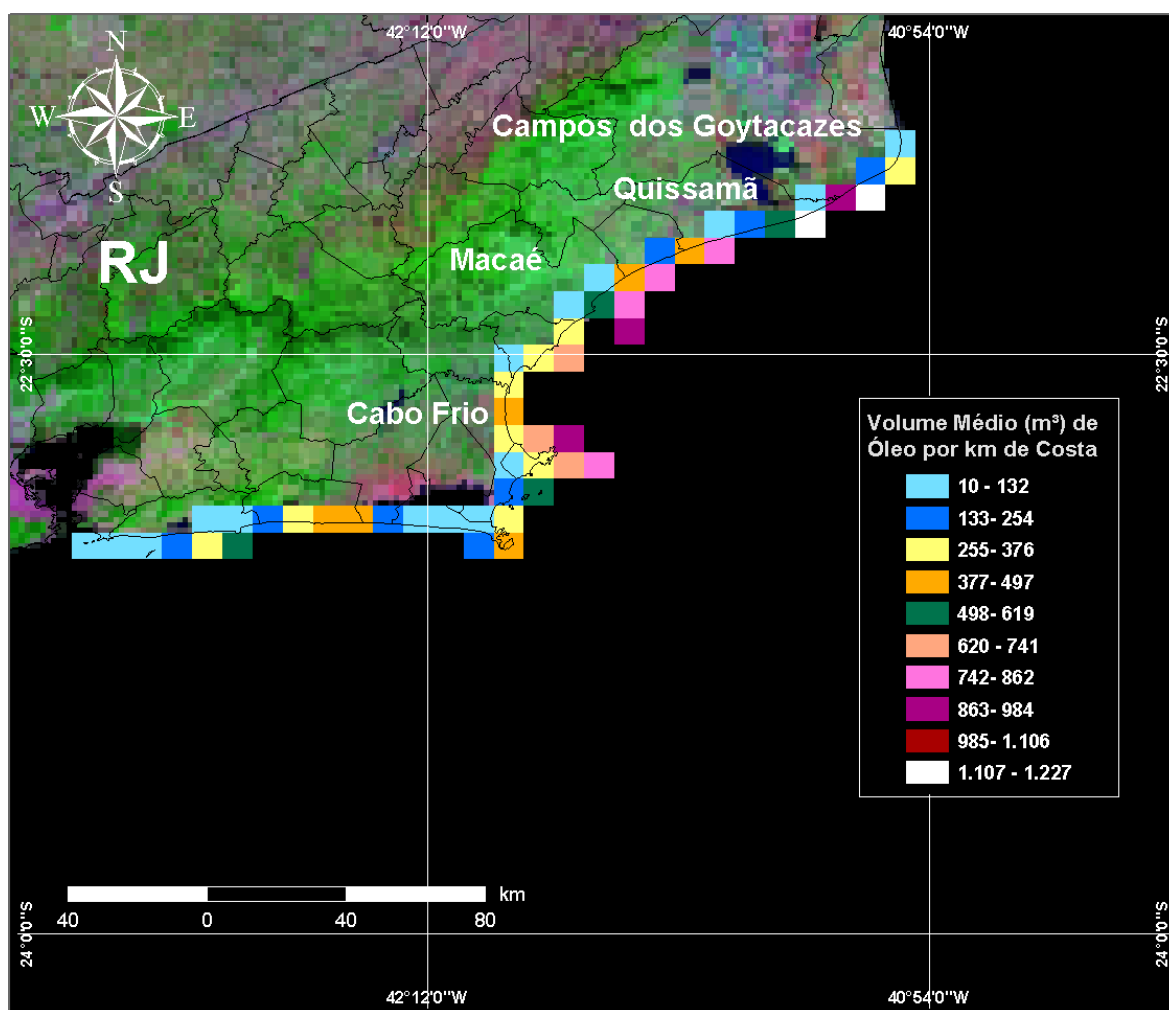 42°12'0"W
40°54'0"W
N
W
E
S
Campos dos Goytacazes
Quissamã
RJ
Macaé
22°30'0"S
22°30'0"S
Cabo Frio
Volume Médio (m³) de
Óleo por km de Costa
10 - 132
133- 254
255- 376
377- 497
498- 619
620 - 741
742- 862
863- 984
985- 1.106
1.107 - 1.227
km
40 0 40 80
24°0'0"S
24°0'0"S
42°12'0"W
40°54'0"W